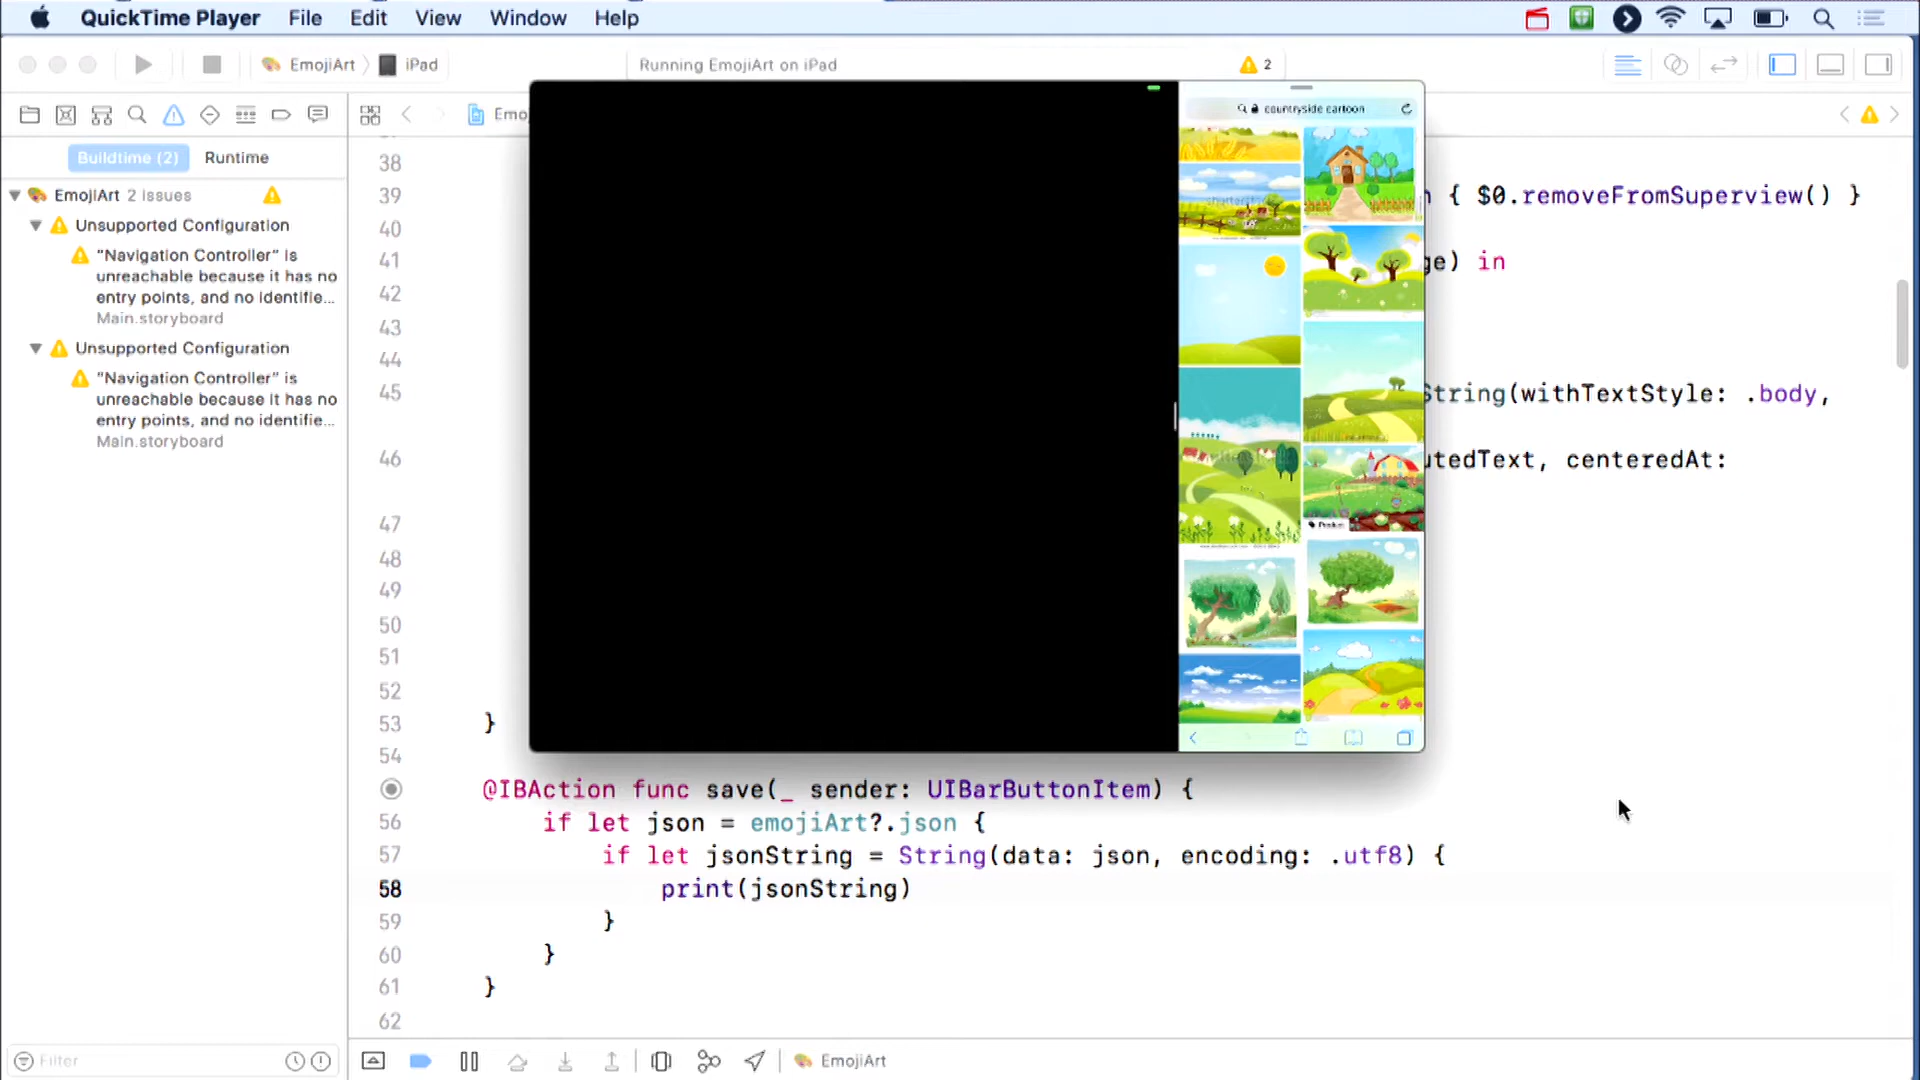 QuickTime Player File Edit View Window Help
EmojiArt iPad
Running EmojiArt on iPad
2
countryside cartoon
Emo
Buildtime (2) Runtime
EmojiArt 2 issues
Unsupported Configuration
"Navigation Controller" is
unreachable because it has no
entry points, and no identifie...
Main.storyboard
Unsupported Configuration
"Navigation Controller" is
unreachable because it has no
entry points, and no identifie...
Main.storyboard
38
39 { $0.removeFromSuperview() }
40
41 ge) in
42
43
44
45 String(withTextStyle: .body,
46 utedText, centeredAt:
47
48
49
50
51
52
53 }
54
@IBAction func save(_ sender: UIBarButtonItem) {
56 if let json = emojiArt?.json {
57 if let jsonString = String(data: json, encoding: .utf8) {
58 print(jsonString)
59 }
60 }
61 }
62
Filter
EmojiArt